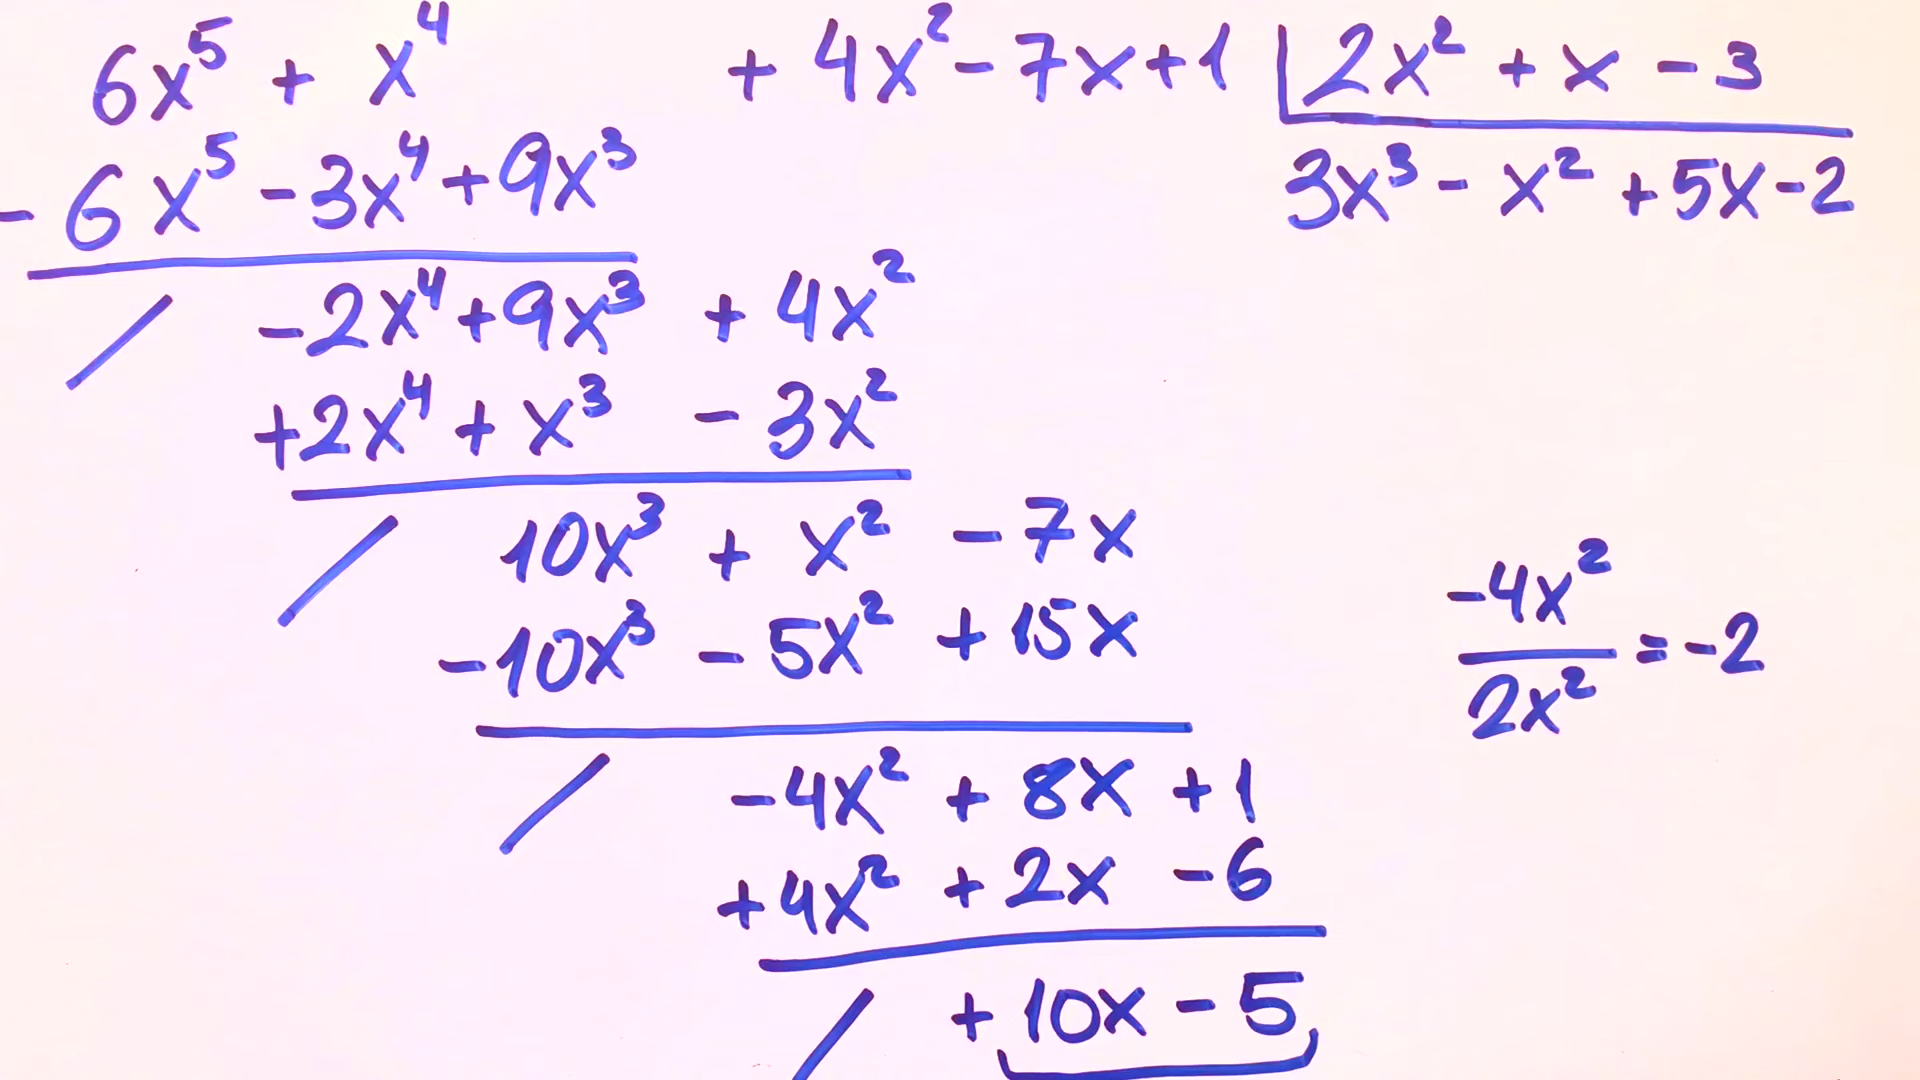 6x⁵ + x⁴ + 4x² - 7x + 1 | 2x² + x - 3
- 6x⁵ - 3x⁴ + 9x³
3x³ - x² + 5x - 2
-2x⁴ + 9x³ + 4x²
+2x⁴ + x³ - 3x²
10x³ + x² - 7x
-10x³ - 5x² + 15x
-4x²/2x² = -2
-4x² + 8x + 1
+4x² + 2x - 6
+ 10x - 5